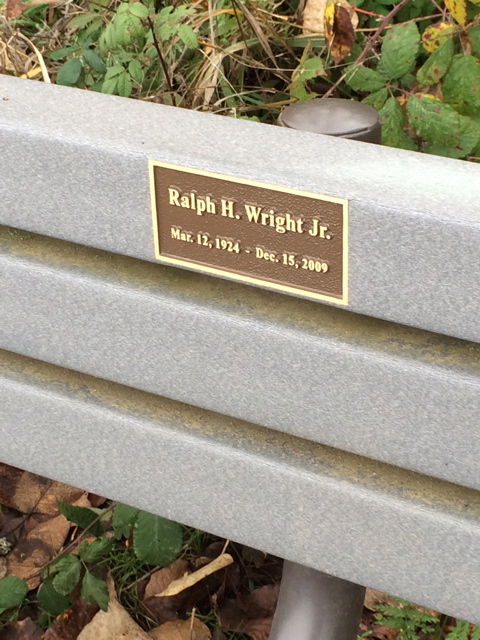 Ralph H. Wright Jr.
Mar. 12, 1924 - Dec. 15, 2009